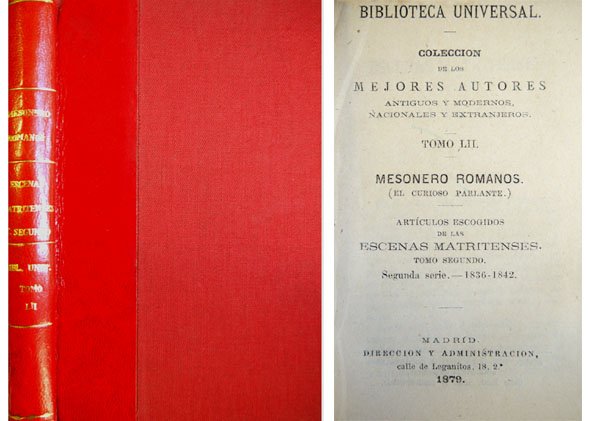 MESONERO
ROMANOS
ESCENAS
MATRITENSES
T. SEGUNDO
BIBL. UNIV.
TOMO
LII
BIBLIOTECA UNIVERSAL.
COLECCION
DE LOS
MEJORES AUTORES
ANTIGUOS Y MODERNOS,
NACIONALES Y EXTRANJEROS.
TOMO LII.
MESONERO ROMANOS.
(EL CURIOSO PARLANTE.)
ARTÍCULOS ESCOGIDOS
DE LAS
ESCENAS MATRITENSES.
TOMO SEGUNDO.
Segunda serie.—1836-1842.
MADRID.
DIRECCION Y ADMINISTRACION,
calle de Leganitos, 18, 2.º
1879.